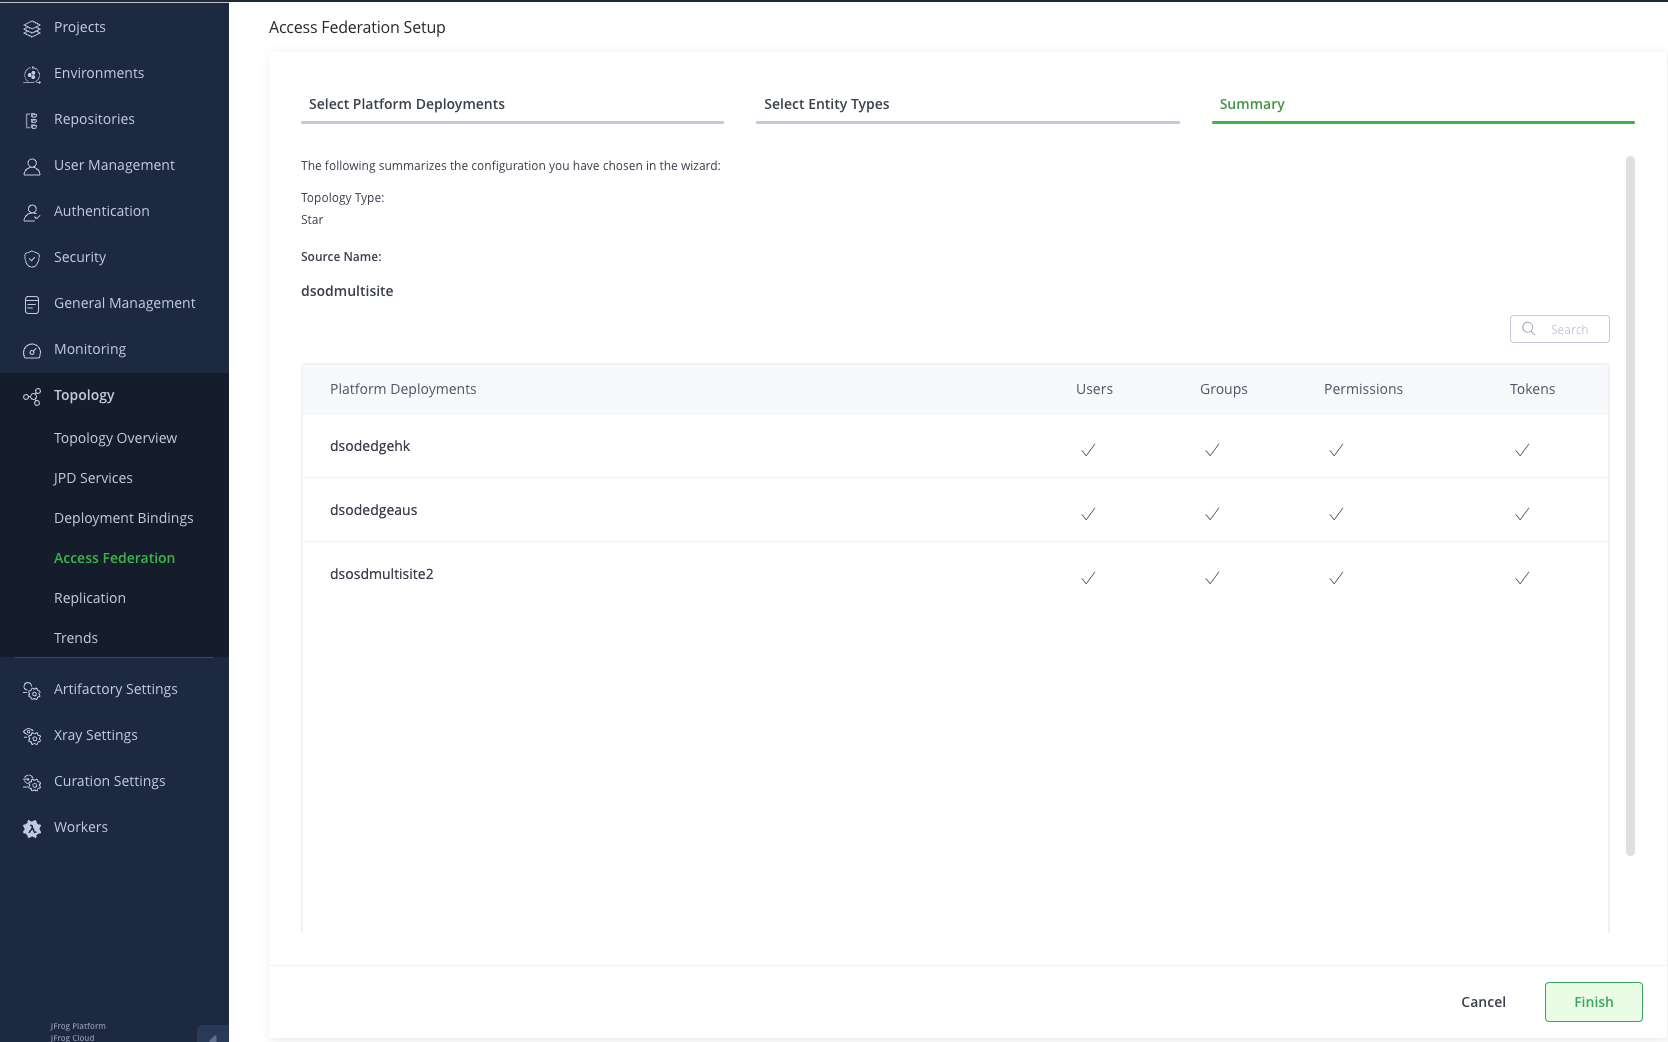 Projects
Environments
Repositories
User Management
Authentication
Security
General Management
Monitoring
Topology
Topology Overview
JPD Services
Deployment Bindings
Access Federation
Replication
Trends
Artifactory Settings
Xray Settings
Curation Settings
Workers
JFrog Platform
JFrog Cloud
Access Federation Setup
Select Platform Deployments
Select Entity Types
Summary
The following summarizes the configuration you have chosen in the wizard:
Topology Type:
Star
Source Name:
dsodmultisite
Search
Platform Deployments Users Groups Permissions Tokens
dsodedgehk
dsodedgeaus
dsosdmultisite2
Cancel
Finish